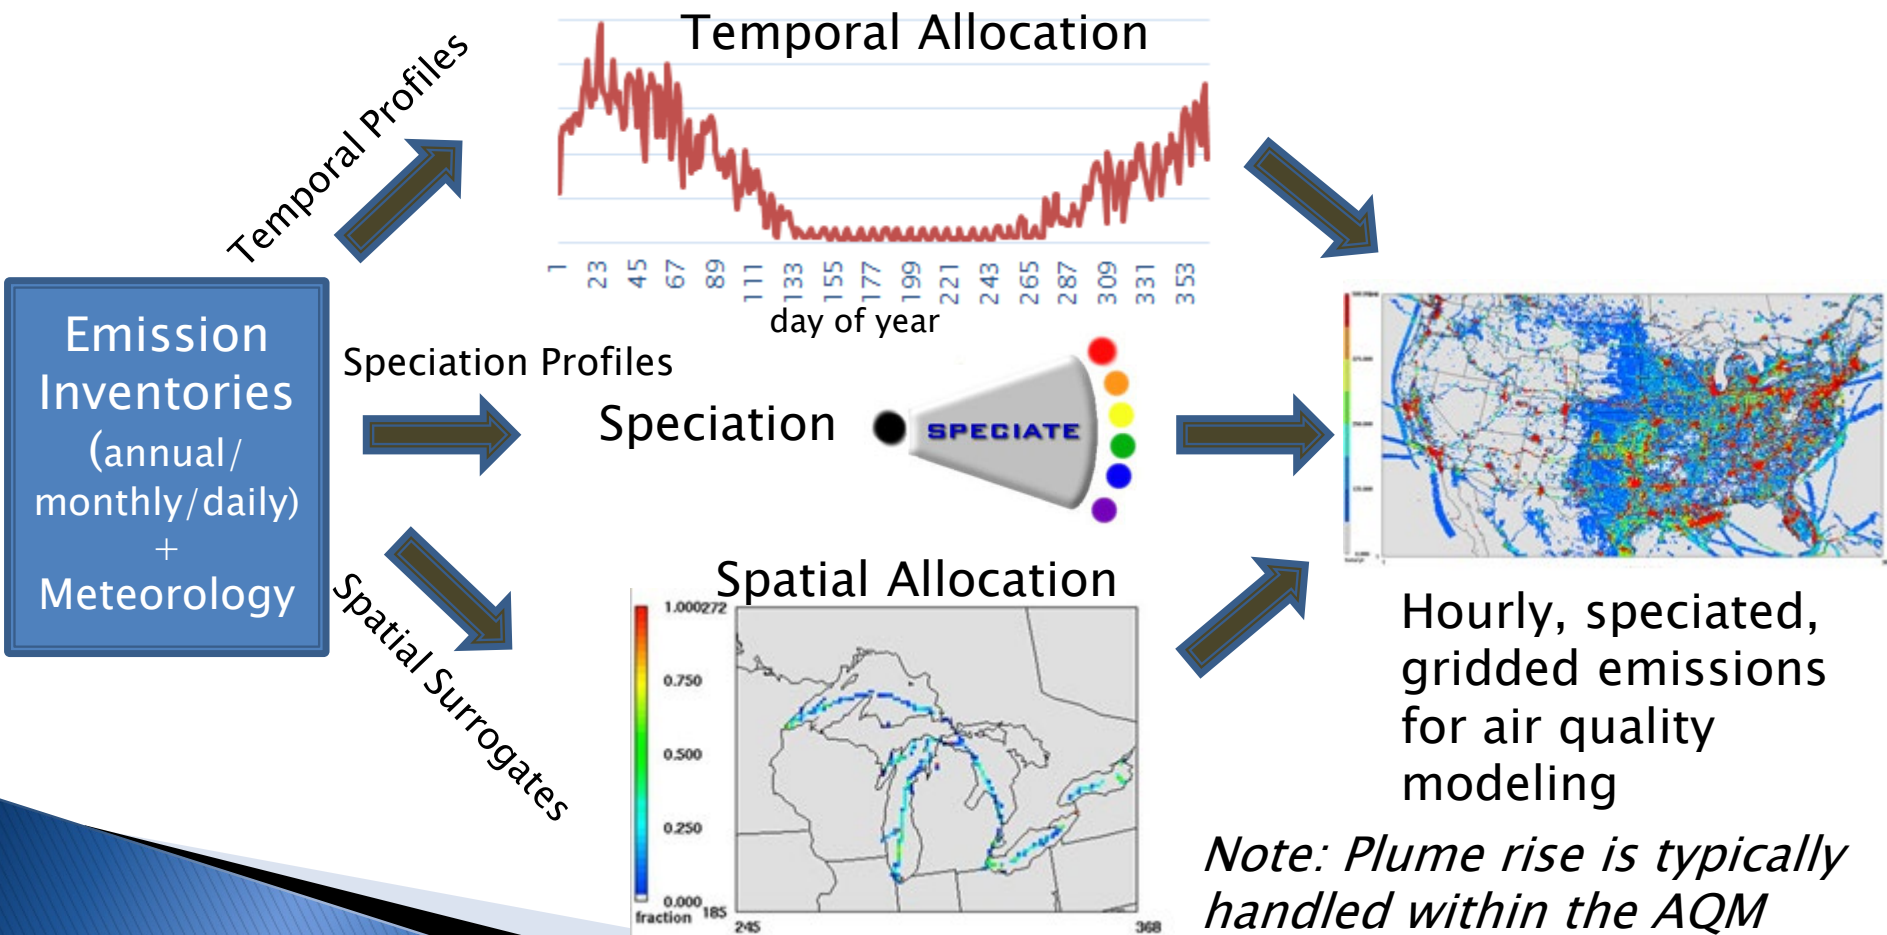 Temporal Allocation
Temporal Profiles
1 23 45 67 89 111 133 155 177 199 221 243 265 287 309 331 353
day of year
Emission
Inventories
(annual/
monthly/daily)
+
Meteorology
Speciation Profiles
Speciation
SPECIATE
Spatial Surrogates
Spatial Allocation
1.000 272
0.750
0.500
0.250
0.000 185
fraction
245 368
Hourly, speciated,
gridded emissions
for air quality
modeling
Note: Plume rise is typically
handled within the AQM